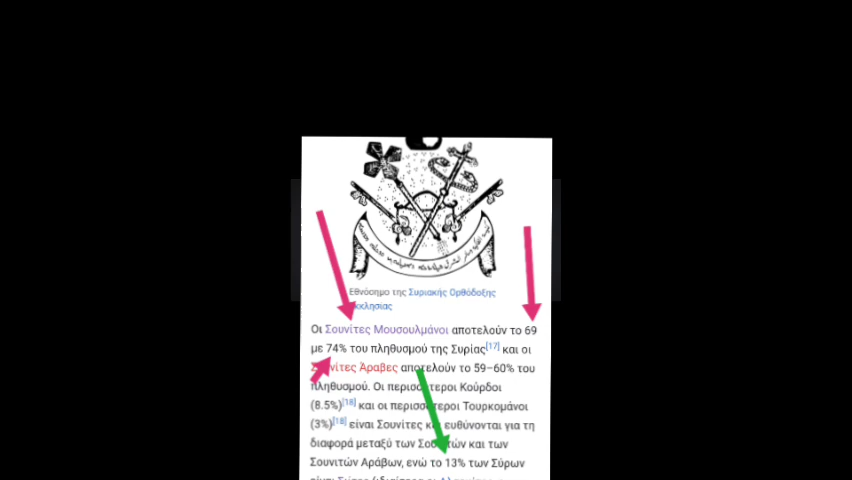 Εθνόσημο της Συριακής Ορθόδοξης
Εκκλησίας
Οι Σουνίτες Μουσουλμάνοι αποτελούν το 69
με 74% του πληθυσμού της Συρίας[17] και οι
Σουνίτες Άραβες αποτελούν το 59–60% του
πληθυσμού. Οι περισσότεροι Κούρδοι
(8.5%)[18] και οι περισσότεροι Τουρκομάνοι
(3%)[18] είναι Σουνίτες και ευθύνονται για τη
διαφορά μεταξύ των Σουνιτών και των
Σουνιτών Αράβων, ενώ το 13% των Σύρων